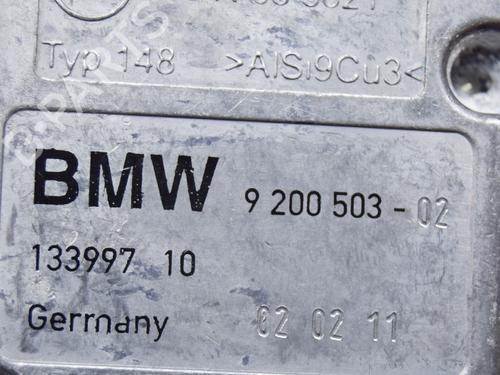 Typ 148 >AlSi9Cu3<
BMW 9 200 503 - 02
133997 10
Germany 02 02 11